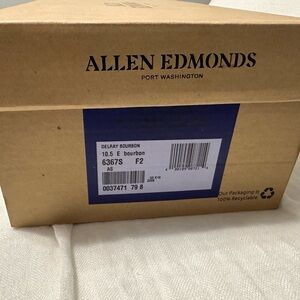 ALLEN EDMONDS
PORT WASHINGTON
DELRAY BOURBON
10.5 E bourbon
6367S F2
AS
0037471 79 8
Our Packaging is
100% Recyclable